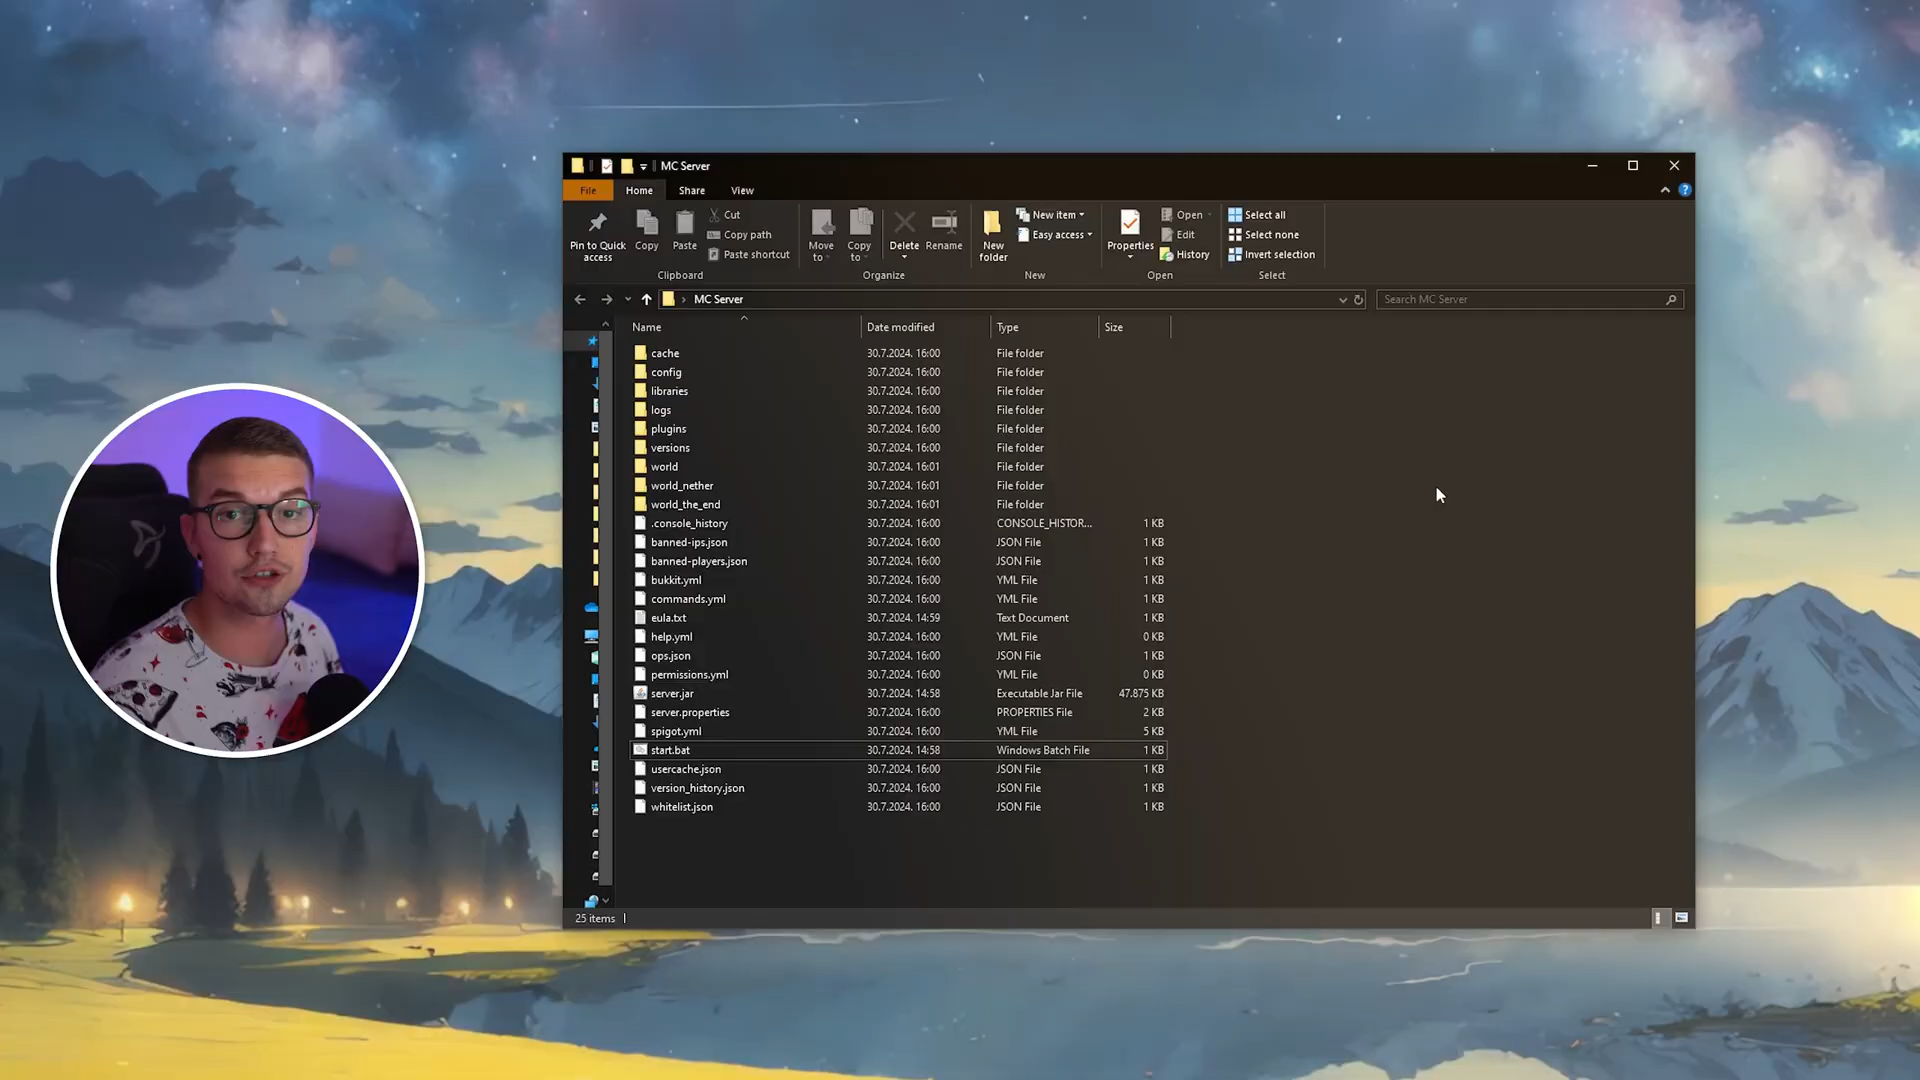 MC Server
File Home Share View
Pin to Quick access
Copy
Paste
Cut
Copy path
Paste shortcut
Clipboard
Move to
Copy to
Delete
Rename
Organize
New folder
New item
Easy access
New
Properties
Open
Edit
History
Open
Select all
Select none
Invert selection
Select
MC Server
Search MC Server
Name Date modified Type Size
cache 30.7.2024. 16:00 File folder
config 30.7.2024. 16:00 File folder
libraries 30.7.2024. 16:00 File folder
logs 30.7.2024. 16:00 File folder
plugins 30.7.2024. 16:00 File folder
versions 30.7.2024. 16:00 File folder
world 30.7.2024. 16:01 File folder
world_nether 30.7.2024. 16:01 File folder
world_the_end 30.7.2024. 16:01 File folder
.console_history 30.7.2024. 16:00 CONSOLE_HISTOR... 1 KB
banned-ips.json 30.7.2024. 16:00 JSON File 1 KB
banned-players.json 30.7.2024. 16:00 JSON File 1 KB
bukkit.yml 30.7.2024. 16:00 YML File 1 KB
commands.yml 30.7.2024. 16:00 YML File 1 KB
eula.txt 30.7.2024. 14:59 Text Document 1 KB
help.yml 30.7.2024. 16:00 YML File 0 KB
ops.json 30.7.2024. 16:00 JSON File 1 KB
permissions.yml 30.7.2024. 16:00 YML File 0 KB
server.jar 30.7.2024. 14:58 Executable Jar File 47.875 KB
server.properties 30.7.2024. 16:00 PROPERTIES File 2 KB
spigot.yml 30.7.2024. 16:00 YML File 5 KB
start.bat 30.7.2024. 14:58 Windows Batch File 1 KB
usercache.json 30.7.2024. 16:00 JSON File 1 KB
version_history.json 30.7.2024. 16:00 JSON File 1 KB
whitelist.json 30.7.2024. 16:00 JSON File 1 KB
25 items